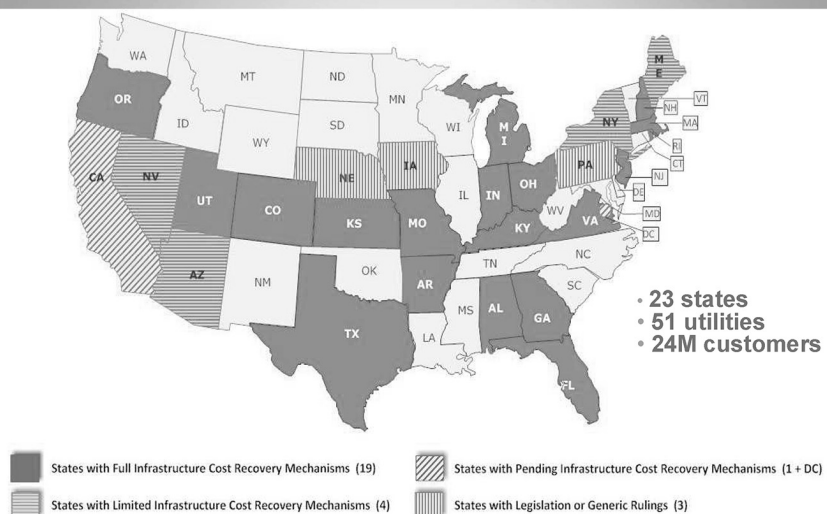 WA
MT
ND
MN
M
E
OR
ID
SD
WI
M
I
NY
VT
NH
MA
WY
RI
CT
CA
NV
NE
IA
PA
NJ
UT
CO
IL
IN
OH
DE
WV
MD
KS
MO
KY
VA
DC
AZ
NM
OK
TN
NC
AR
SC
TX
LA
MS
AL
GA
FL
• 23 states
• 51 utilities
• 24M customers
States with Full Infrastructure Cost Recovery Mechanisms (19)
States with Pending Infrastructure Cost Recovery Mechanisms (1 + DC)
States with Limited Infrastructure Cost Recovery Mechanisms (4)
States with Legislation or Generic Rulings (3)